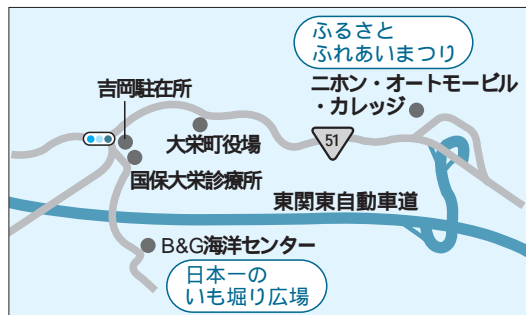 ふるさと
ふれあいまつり
ニホン・オートモービル
・カレッジ
吉岡駐在所
大栄町役場
51
国保大栄診療所
東関東自動車道
B&G海洋センター
日本一の
いも堀り広場